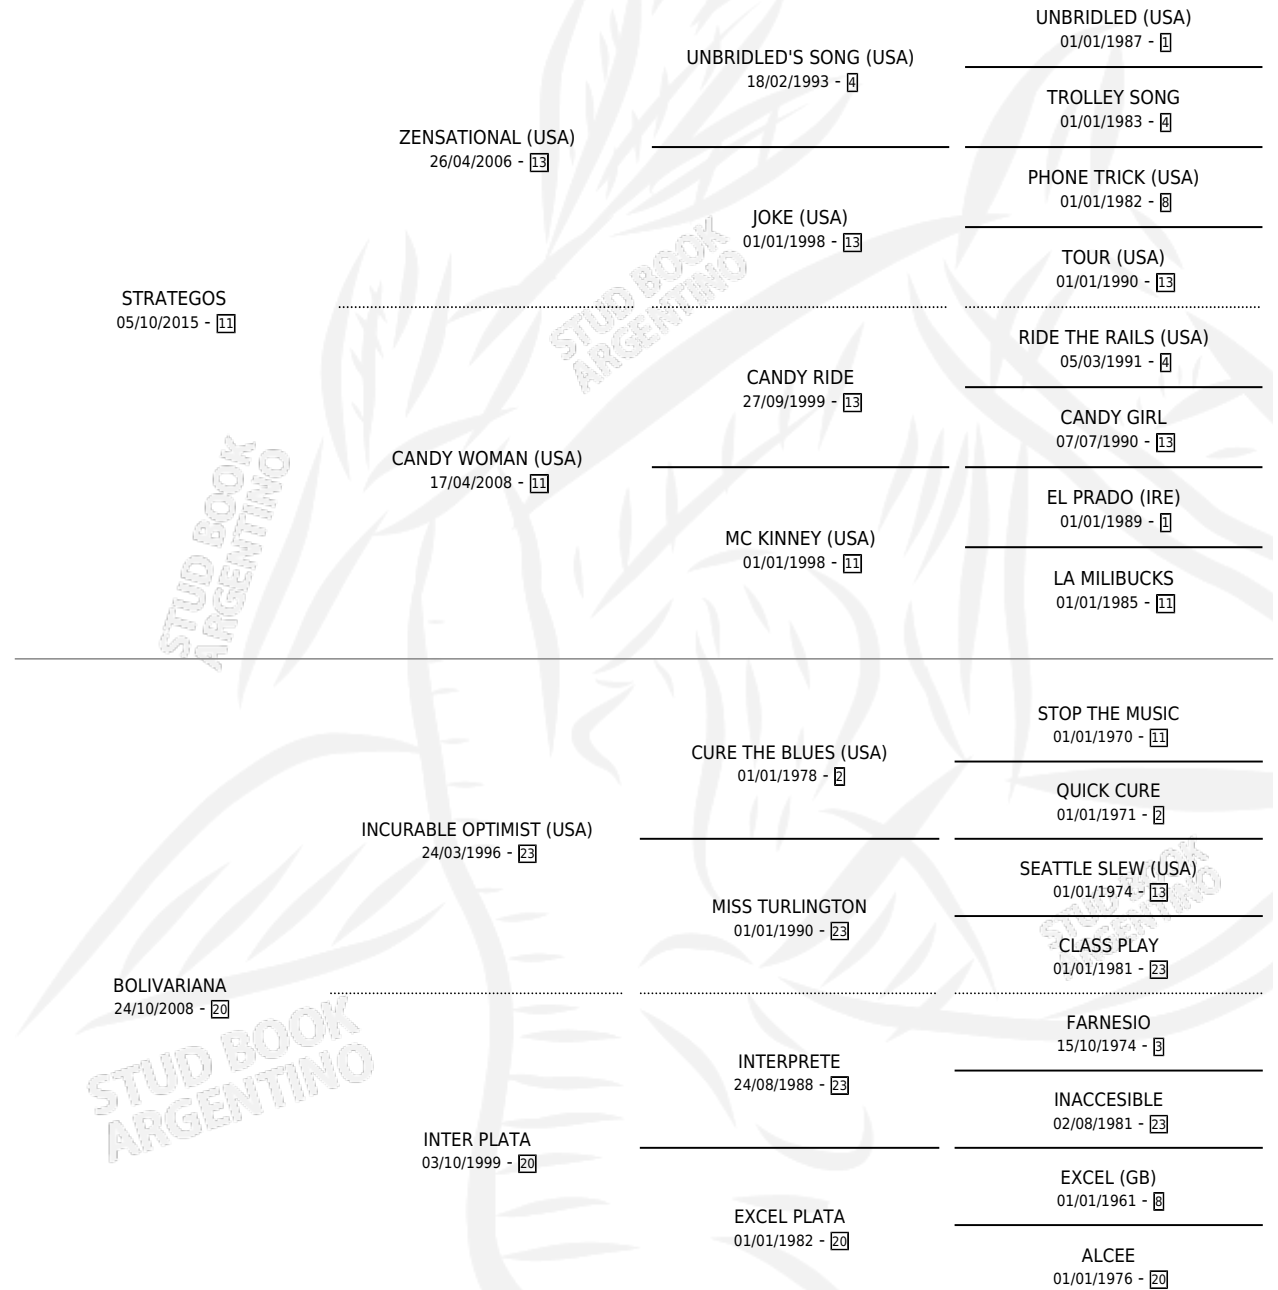 UNBRIDLED (USA)
01/01/1987 - 1
UNBRIDLED'S SONG (USA)
18/02/1993 - 4
TROLLEY SONG
01/01/1983 - 4
ZENSATIONAL (USA)
26/04/2006 - 13
PHONE TRICK (USA)
01/01/1982 - 8
JOKE (USA)
01/01/1998 - 13
TOUR (USA)
01/01/1990 - 13
STRATEGOS
05/10/2015 - 11
RIDE THE RAILS (USA)
05/03/1991 - 4
CANDY RIDE
27/09/1999 - 13
CANDY GIRL
07/07/1990 - 13
CANDY WOMAN (USA)
17/04/2008 - 11
EL PRADO (IRE)
01/01/1989 - 1
MC KINNEY (USA)
01/01/1998 - 11
LA MILIBUCKS
01/01/1985 - 11
STOP THE MUSIC
01/01/1970 - 11
CURE THE BLUES (USA)
01/01/1978 - 2
QUICK CURE
01/01/1971 - 2
INCURABLE OPTIMIST (USA)
24/03/1996 - 23
SEATTLE SLEW (USA)
01/01/1974 - 13
MISS TURLINGTON
01/01/1990 - 23
CLASS PLAY
01/01/1981 - 23
BOLIVARIANA
24/10/2008 - 20
FARNESIO
15/10/1974 - 3
INTERPRETE
24/08/1988 - 23
INACCESIBLE
02/08/1981 - 23
INTER PLATA
03/10/1999 - 20
EXCEL (GB)
01/01/1961 - 8
EXCEL PLATA
01/01/1982 - 20
ALCEE
01/01/1976 - 20
STUD BOOK
ARGENTINO
STUD BOOK
ARGENTINO
STUD BOOK
ARGENTINO
STUD BOOK
ARGENTINO